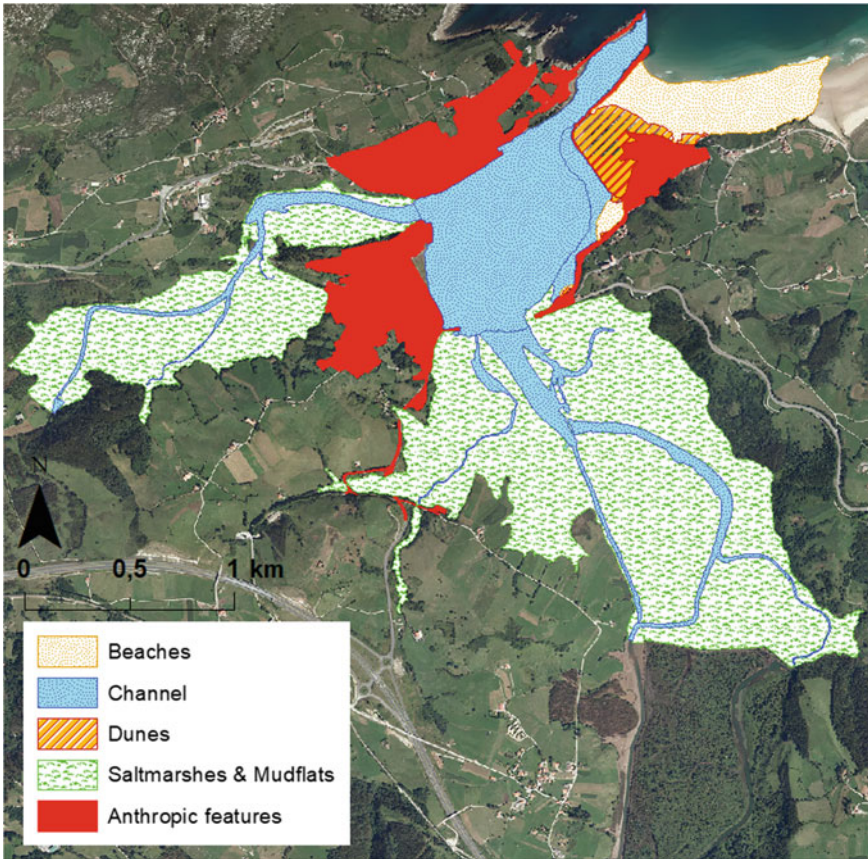 N
0 0,5 1 km
Beaches
Channel
Dunes
Saltmarshes & Mudflats
Anthropic features